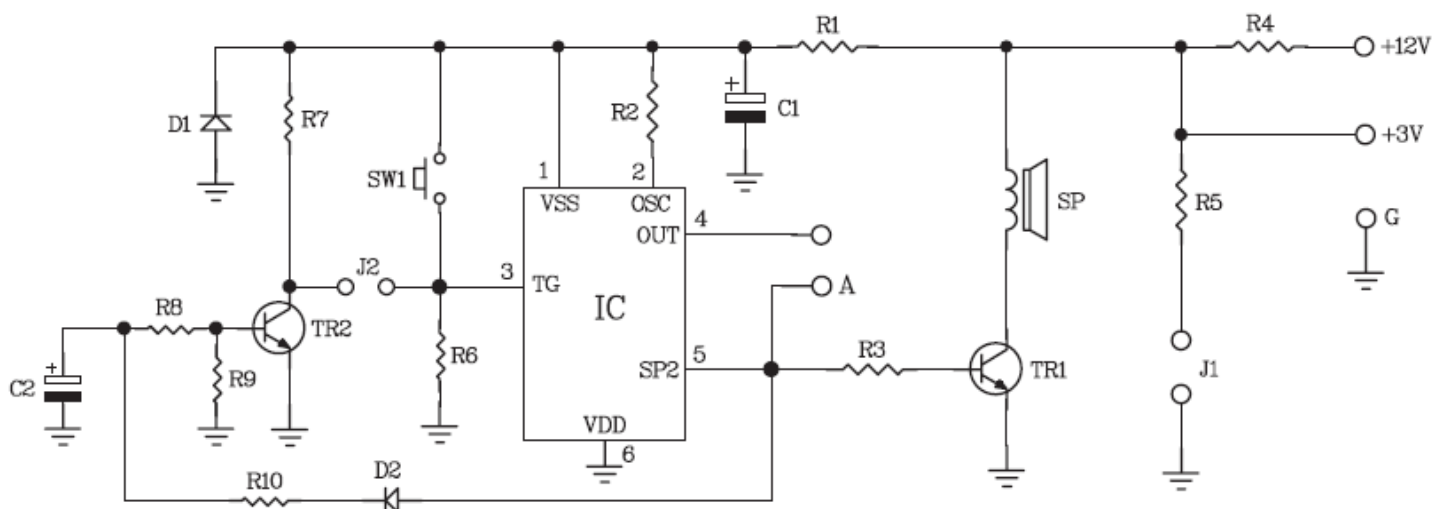 R1
R4
+12V
D1
R7
R2
+
C1
+3V
SW1
1
2
VSS
OSC
SP
R5
4
OUT
G
J2
3
TG
A
IC
R8
TR2
+
C2
R9
R6
5
SP2
R3
TR1
J1
VDD
6
R10
D2